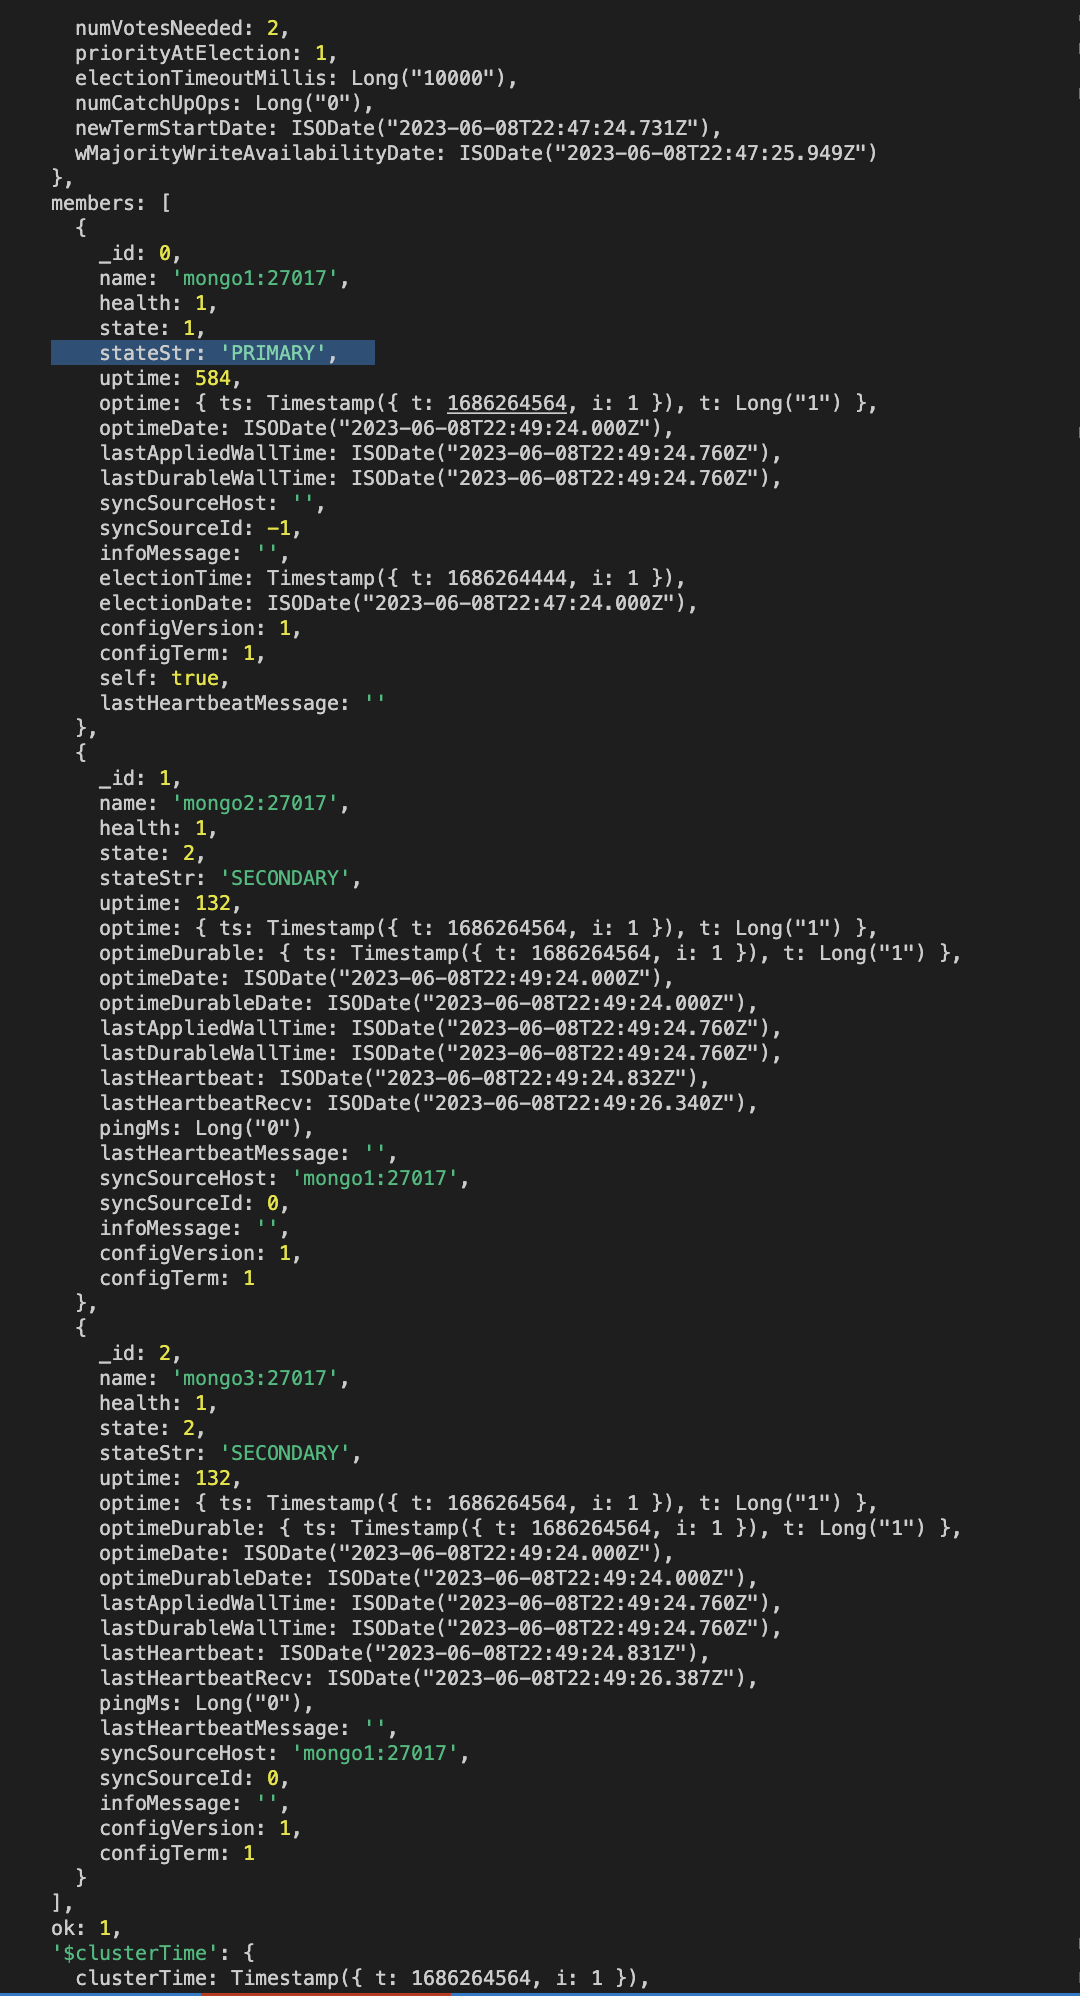 numVotesNeeded: 2,
priorityAtElection: 1,
electionTimeoutMillis: Long("10000"),
numCatchUpOps: Long("0"),
newTermStartDate: ISODate("2023-06-08T22:47:24.731Z"),
wMajorityWriteAvailabilityDate: ISODate("2023-06-08T22:47:25.949Z")
},
members: [
{
_id: 0,
name: 'mongo1:27017',
health: 1,
state: 1,
stateStr: 'PRIMARY',
uptime: 584,
optime: { ts: Timestamp({ t: 1686264564, i: 1 }), t: Long("1") },
optimeDate: ISODate("2023-06-08T22:49:24.000Z"),
lastAppliedWallTime: ISODate("2023-06-08T22:49:24.760Z"),
lastDurableWallTime: ISODate("2023-06-08T22:49:24.760Z"),
syncSourceHost: '',
syncSourceId: -1,
infoMessage: '',
electionTime: Timestamp({ t: 1686264444, i: 1 }),
electionDate: ISODate("2023-06-08T22:47:24.000Z"),
configVersion: 1,
configTerm: 1,
self: true,
lastHeartbeatMessage: ''
},
{
_id: 1,
name: 'mongo2:27017',
health: 1,
state: 2,
stateStr: 'SECONDARY',
uptime: 132,
optime: { ts: Timestamp({ t: 1686264564, i: 1 }), t: Long("1") },
optimeDurable: { ts: Timestamp({ t: 1686264564, i: 1 }), t: Long("1") },
optimeDate: ISODate("2023-06-08T22:49:24.000Z"),
optimeDurableDate: ISODate("2023-06-08T22:49:24.000Z"),
lastAppliedWallTime: ISODate("2023-06-08T22:49:24.760Z"),
lastDurableWallTime: ISODate("2023-06-08T22:49:24.760Z"),
lastHeartbeat: ISODate("2023-06-08T22:49:24.832Z"),
lastHeartbeatRecv: ISODate("2023-06-08T22:49:26.340Z"),
pingMs: Long("0"),
lastHeartbeatMessage: '',
syncSourceHost: 'mongo1:27017',
syncSourceId: 0,
infoMessage: '',
configVersion: 1,
configTerm: 1
},
{
_id: 2,
name: 'mongo3:27017',
health: 1,
state: 2,
stateStr: 'SECONDARY',
uptime: 132,
optime: { ts: Timestamp({ t: 1686264564, i: 1 }), t: Long("1") },
optimeDurable: { ts: Timestamp({ t: 1686264564, i: 1 }), t: Long("1") },
optimeDate: ISODate("2023-06-08T22:49:24.000Z"),
optimeDurableDate: ISODate("2023-06-08T22:49:24.000Z"),
lastAppliedWallTime: ISODate("2023-06-08T22:49:24.760Z"),
lastDurableWallTime: ISODate("2023-06-08T22:49:24.760Z"),
lastHeartbeat: ISODate("2023-06-08T22:49:24.831Z"),
lastHeartbeatRecv: ISODate("2023-06-08T22:49:26.387Z"),
pingMs: Long("0"),
lastHeartbeatMessage: '',
syncSourceHost: 'mongo1:27017',
syncSourceId: 0,
infoMessage: '',
configVersion: 1,
configTerm: 1
}
],
ok: 1,
'$clusterTime': {
clusterTime: Timestamp({ t: 1686264564, i: 1 }),